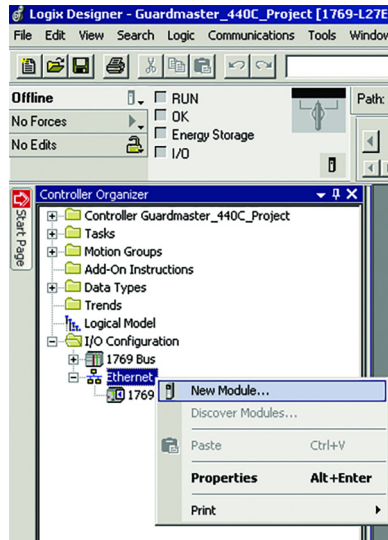 Logix Designer - Guardmaster_440C_Project [1769-L27E
File Edit View Search Logic Communications Tools Window
Offline RUN Path:
No Forces OK
No Edits Energy Storage
I/O
Start Page
Controller Organizer
Controller Guardmaster_440C_Project
Tasks
Motion Groups
Add-On Instructions
Data Types
Trends
Logical Model
I/O Configuration
1769 Bus
Ethernet
1769
New Module...
Discover Modules...
Paste Ctrl+V
Properties Alt+Enter
Print